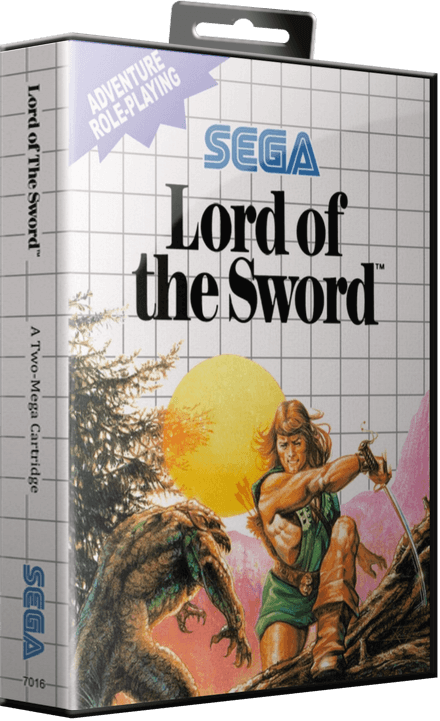 ADVENTURE
ROLE-PLAYING
SEGA
Lord of
the Sword™
Lord of The Sword™
A Two-Mega Cartridge
SEGA
7016